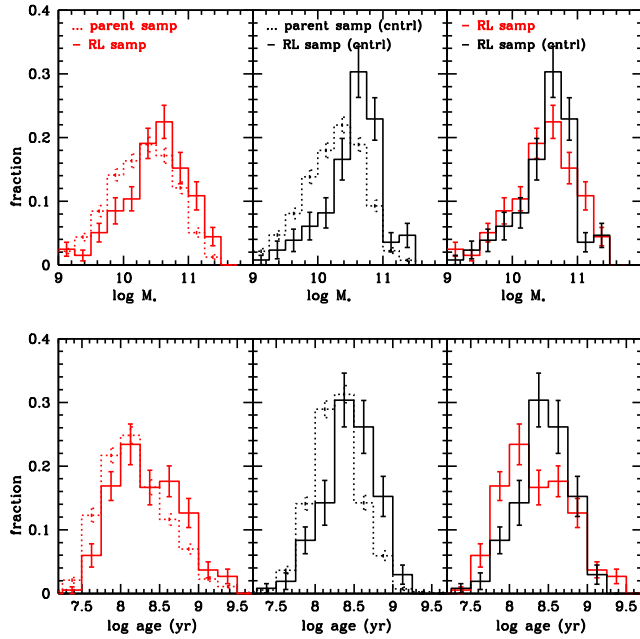 0.4
0.3
0.2
0.1
0
fraction
parent samp
RL samp
parent samp (cntrl)
RL samp (cntrl)
RL samp
RL samp (cntrl)
9 10 11
9 10 11
9 10 11
log M*
log M*
log M*
0.4
0.3
0.2
0.1
0
fraction
7.5 8 8.5 9 9.5
7.5 8 8.5 9 9.5
7.5 8 8.5 9 9.5
log age (yr)
log age (yr)
log age (yr)